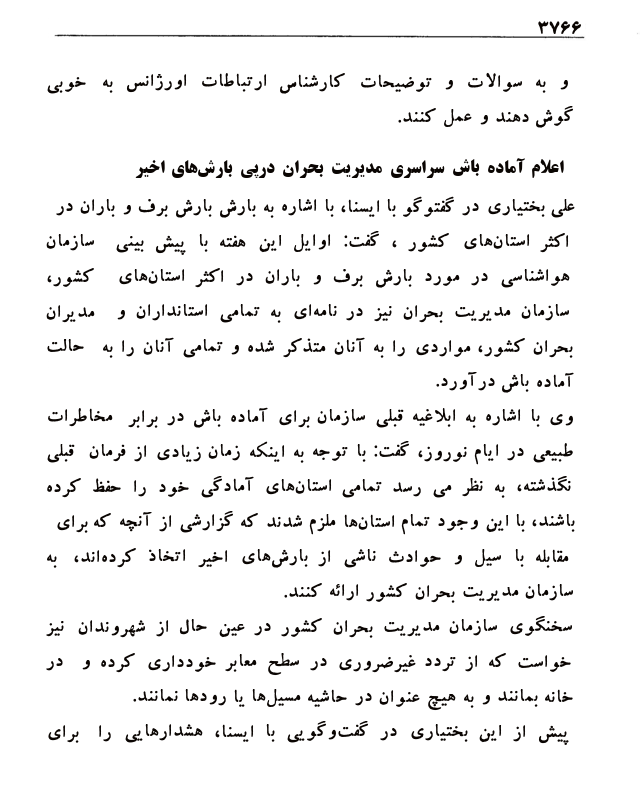 ۳۷۶۶
و به سوالات و توضیحات کارشناس ارتباطات اورژانس به خوبی
گوش دهند و عمل کنند.
اعلام آماده باش سراسری مدیریت بحران درپی بارش‌های اخیر
علی بختیاری در گفتوگو با ایسنا، با اشاره به بارش بارش برف و باران در
اکثر استان‌های کشور ، گفت: اوایل این هفته با پیش بینی سازمان
هواشناسی در مورد بارش برف و باران در اکثر استان‌های کشور،
سازمان مدیریت بحران نیز در نامه‌ای به تمامی استانداران و مدیران
بحران کشور، مواردی را به آنان متذکر شده و تمامی آنان را به حالت
آماده باش درآورد.
وی با اشاره به ابلاغیه قبلی سازمان برای آماده باش در برابر مخاطرات
طبیعی در ایام نوروز، گفت: با توجه به اینکه زمان زیادی از فرمان قبلی
نگذشته، به نظر می رسد تمامی استان‌های آمادگی خود را حفظ کرده
باشند، با این وجود تمام استان‌ها ملزم شدند که گزارشی از آنچه که برای
مقابله با سیل و حوادث ناشی از بارش‌های اخیر اتخاذ کرده‌اند، به
سازمان مدیریت بحران کشور ارائه کنند.
سخنگوی سازمان مدیریت بحران کشور در عین حال از شهروندان نیز
خواست که از تردد غیرضروری در سطح معابر خودداری کرده و در
خانه بمانند و به هیچ عنوان در حاشیه مسیل‌ها یا رودها نمانند.
پیش از این بختیاری در گفت‌وگویی با ایسنا، هشدارهایی را برای